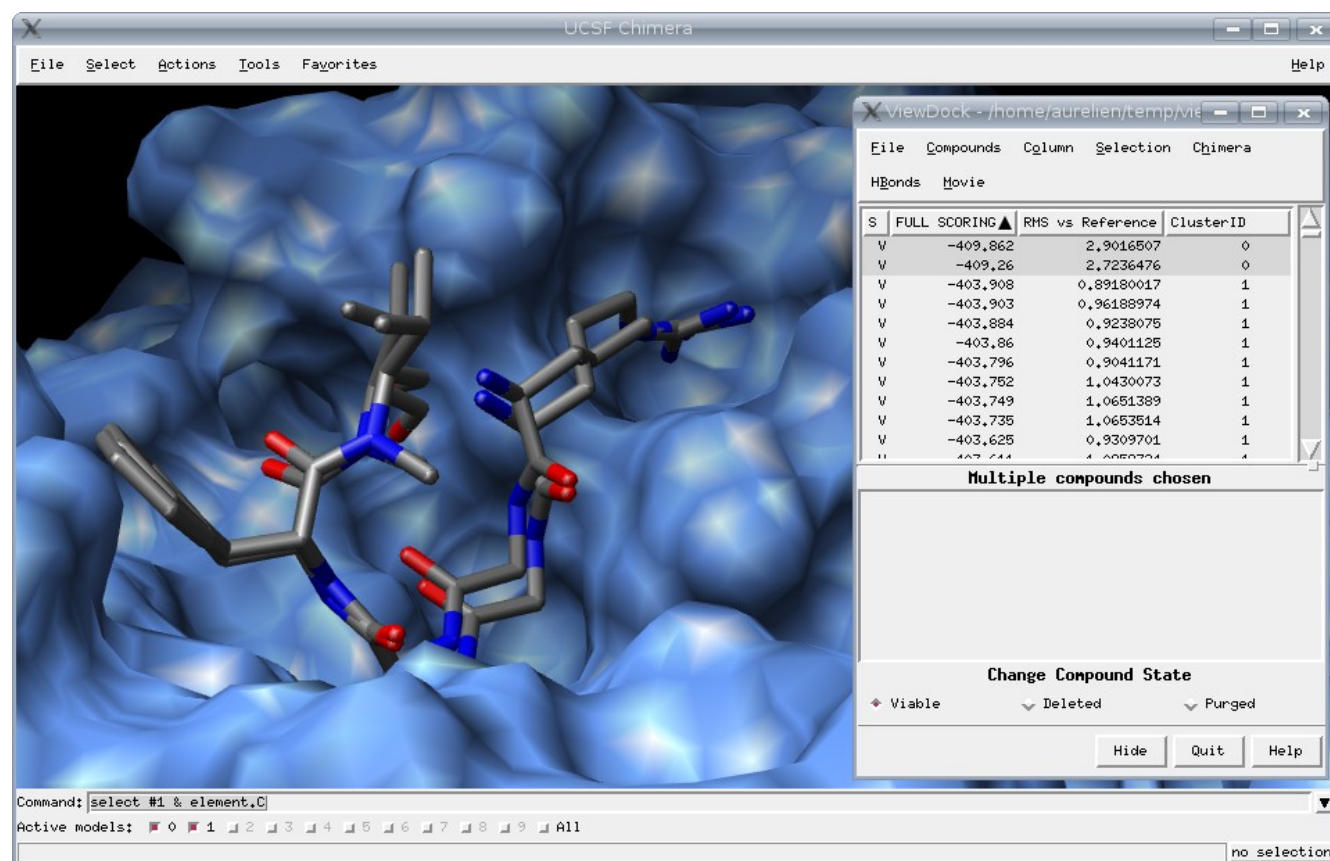 UCSF Chimera
File Select Actions Tools Favorites Help
ViewDock - /home/aurelien/temp/vie
File Compounds Column Selection Chimera
HBonds Movie
S FULL SCORING▲ RMS vs Reference ClusterID
V -409.862 2.9016507 0
V -409.26 2.7236476 0
V -403.908 0.89180017 1
V -403.903 0.96188974 1
V -403.884 0.9238075 1
V -403.86 0.9401125 1
V -403.796 0.9041171 1
V -403.752 1.0430073 1
V -403.749 1.0651389 1
V -403.735 1.0653514 1
V -403.625 0.9309701 1
Multiple compounds chosen
Change Compound State
Viable Deleted Purged
Hide Quit Help
Command: select #1 & element.C
Active models: 0 1 2 3 4 5 6 7 8 9 All
no selection